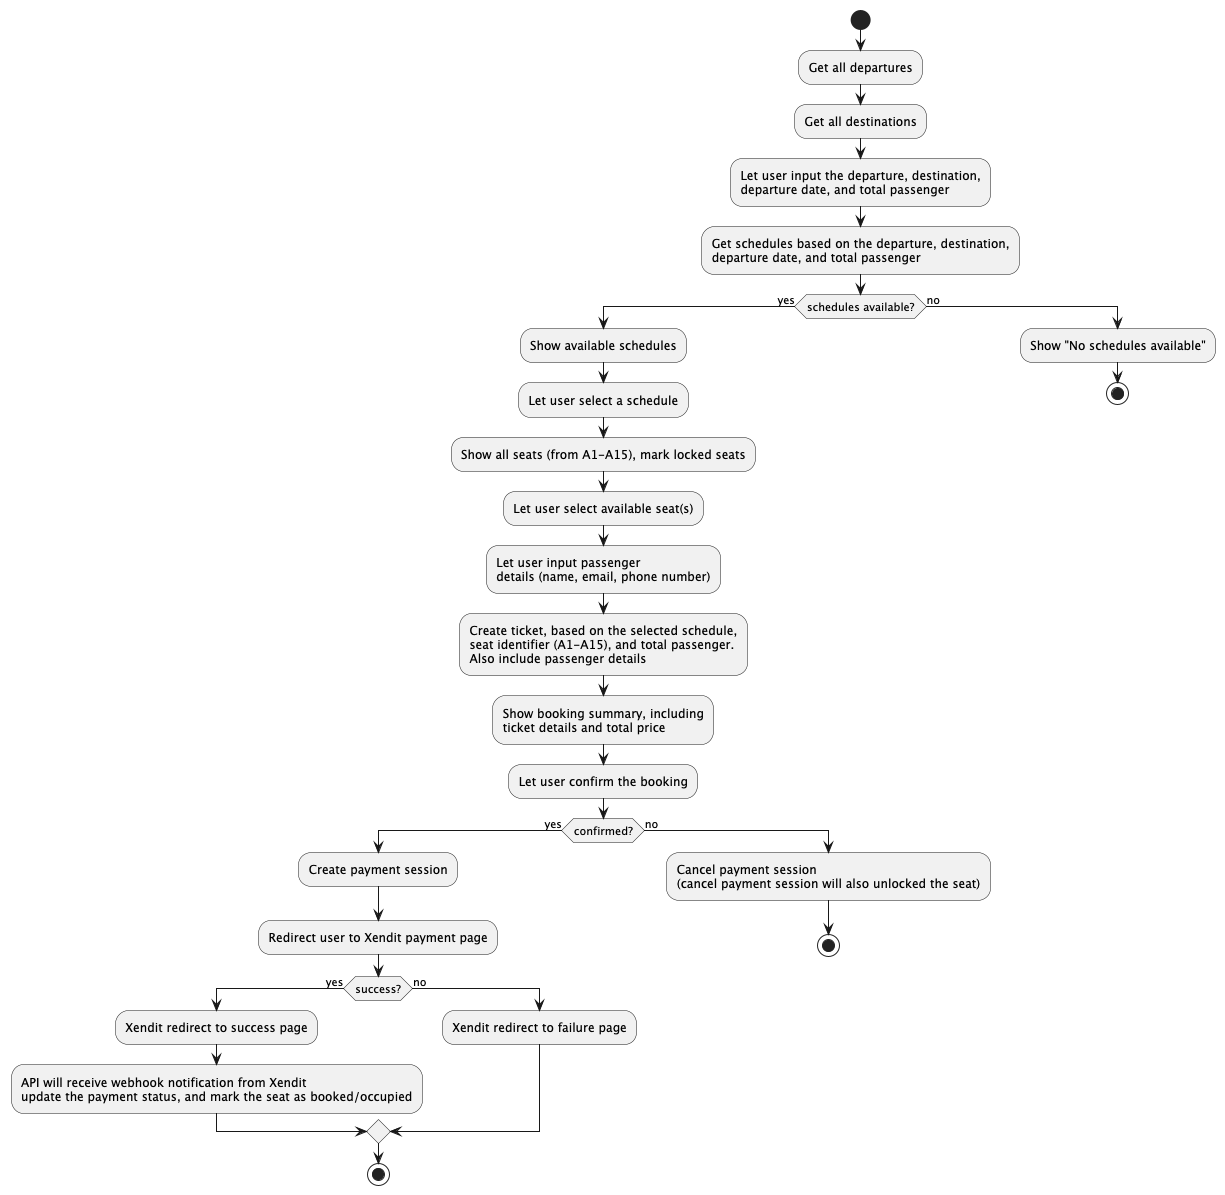 Get all departures
Get all destinations
Let user input the departure, destination,
departure date, and total passenger
Get schedules based on the departure, destination,
departure date, and total passenger
schedules available?
yes
no
Show available schedules
Let user select a schedule
Show all seats (from A1-A15), mark locked seats
Let user select available seat(s)
Let user input passenger
details (name, email, phone number)
Create ticket, based on the selected schedule,
seat identifier (A1-A15), and total passenger.
Also include passenger details
Show booking summary, including
ticket details and total price
Let user confirm the booking
confirmed?
yes
no
Create payment session
Redirect user to Xendit payment page
success?
yes
no
Xendit redirect to success page
API will receive webhook notification from Xendit
update the payment status, and mark the seat as booked/occupied
Xendit redirect to failure page
Cancel payment session
(cancel payment session will also unlocked the seat)
Show "No schedules available"